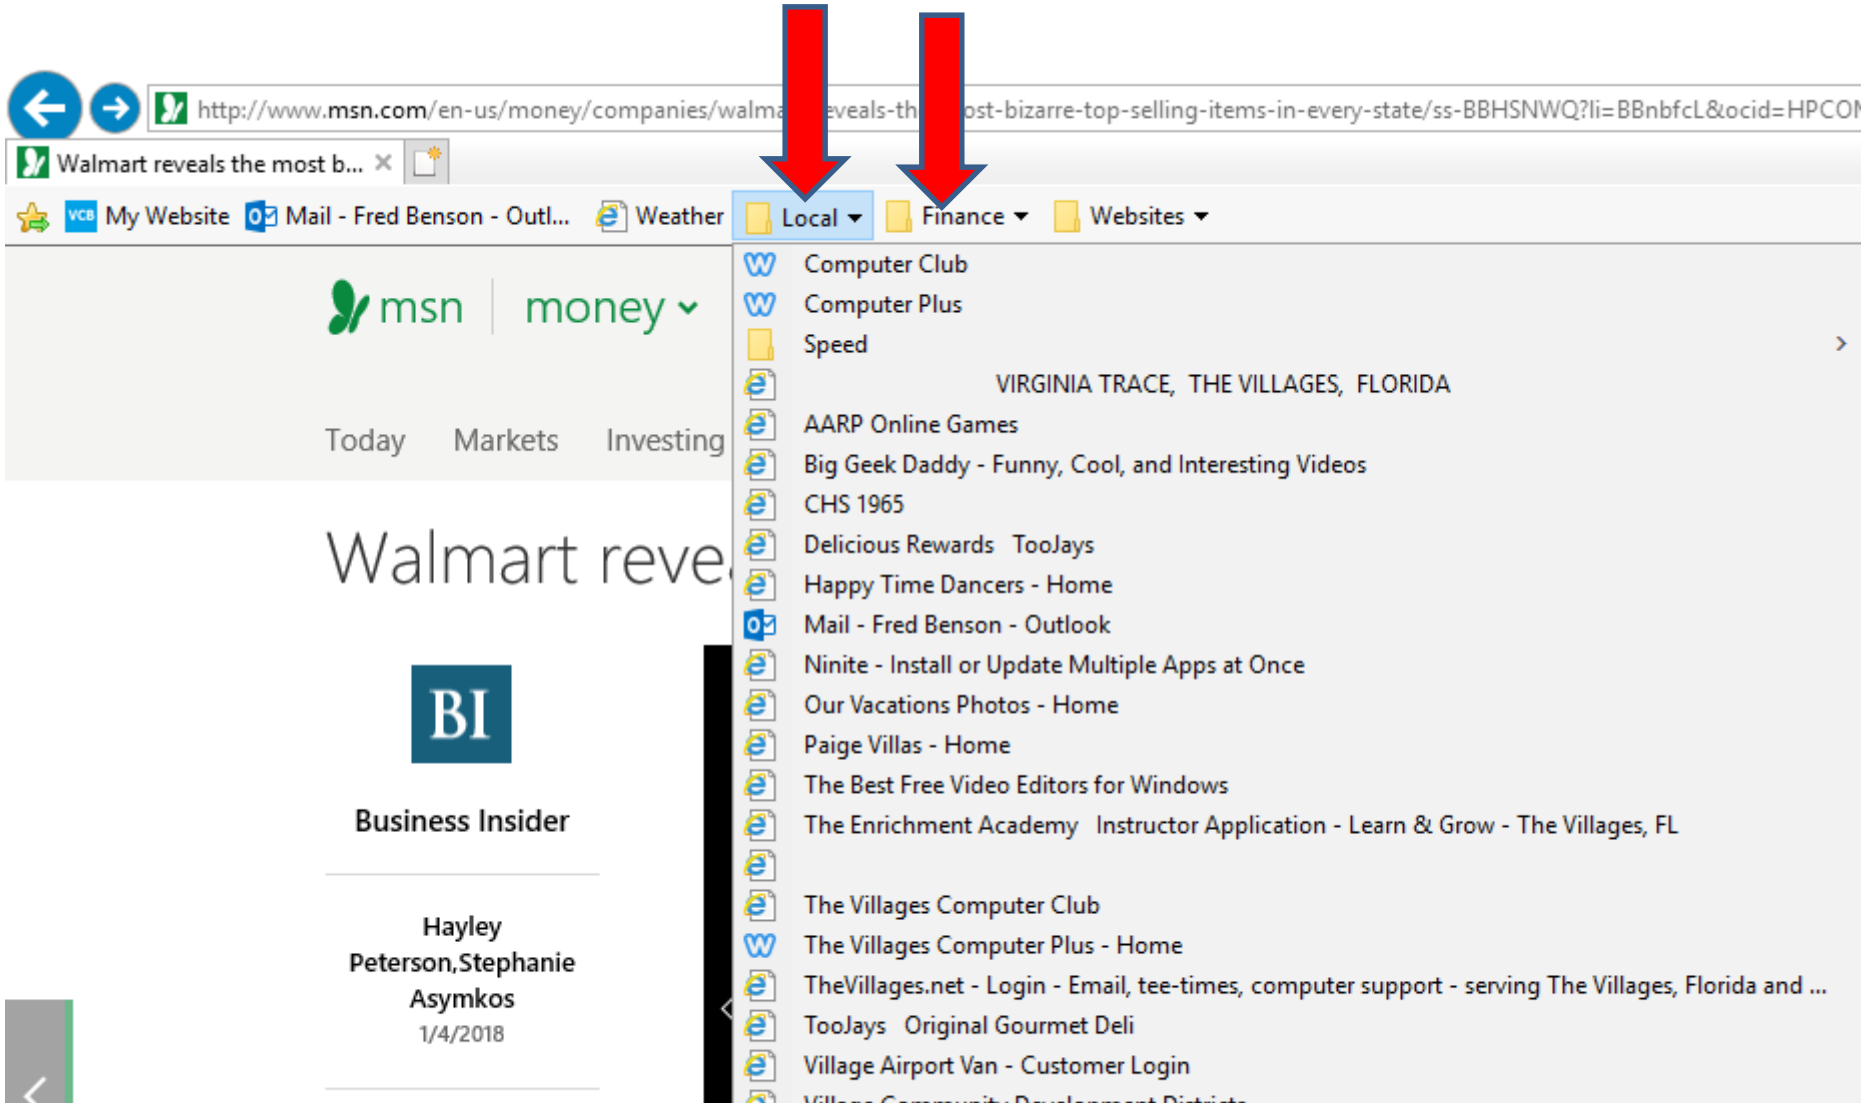 http://www.msn.com/en-us/money/companies/walma eveals-th ost-bizarre-top-selling-items-in-every-state/ss-BBHSNWQ?li=BBnbfcL&ocid=HPCO
Walmart reveals the most b...
VCB My Website Mail - Fred Benson - Outl... Weather Local Finance Websites
msn money
Today Markets Investing
Walmart reve
BI
Business Insider
Hayley
Peterson,Stephanie
Asymkos
1/4/2018
Computer Club
Computer Plus
Speed
VIRGINIA TRACE, THE VILLAGES, FLORIDA
AARP Online Games
Big Geek Daddy - Funny, Cool, and Interesting Videos
CHS 1965
Delicious Rewards TooJays
Happy Time Dancers - Home
Mail - Fred Benson - Outlook
Ninite - Install or Update Multiple Apps at Once
Our Vacations Photos - Home
Paige Villas - Home
The Best Free Video Editors for Windows
The Enrichment Academy Instructor Application - Learn & Grow - The Villages, FL
The Villages Computer Club
The Villages Computer Plus - Home
TheVillages.net - Login - Email, tee-times, computer support - serving The Villages, Florida and ...
TooJays Original Gourmet Deli
Village Airport Van - Customer Login
Village Community Development Districts